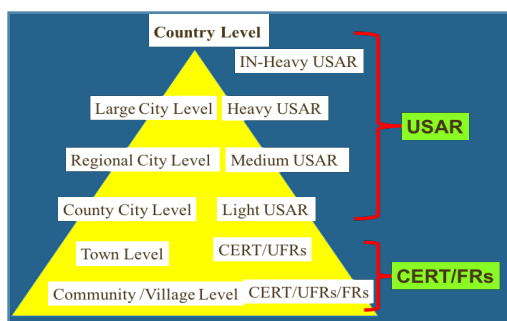 Country Level
IN-Heavy USAR
Large City Level Heavy USAR
USAR
Regional City Level Medium USAR
County City Level Light USAR
Town Level CERT/UFRs
CERT/FRs
Community /Village Level CERT/UFRs/FRs